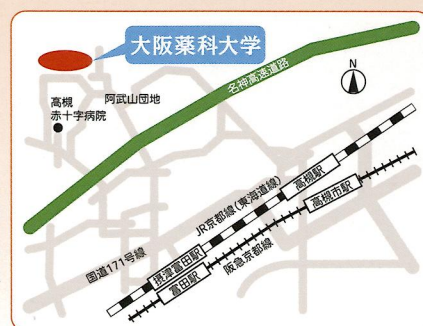 大阪薬科大学
名神高速道路
N
高槻
赤十字病院
阿武山団地
JR京都線(東海道線)
高槻駅
高槻市駅
国道171号線
摂津富田駅
富田駅
阪急京都線